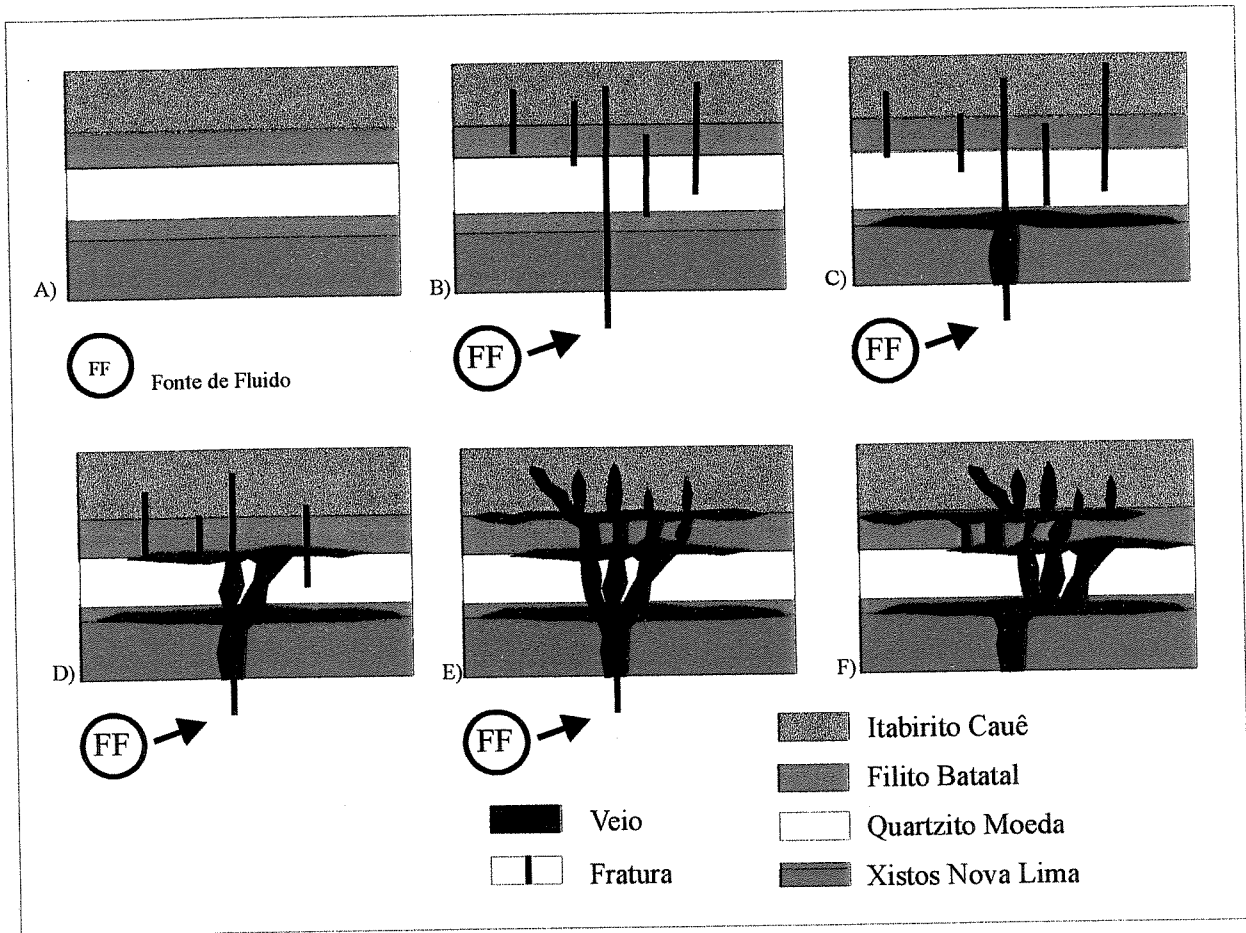 A)
B)
C)
FF
Fonte de Fluido
FF
FF
D)
E)
F)
FF
FF
Veio
Fratura
Itabirito Cauê
Filito Batatal
Quartzito Moeda
Xistos Nova Lima